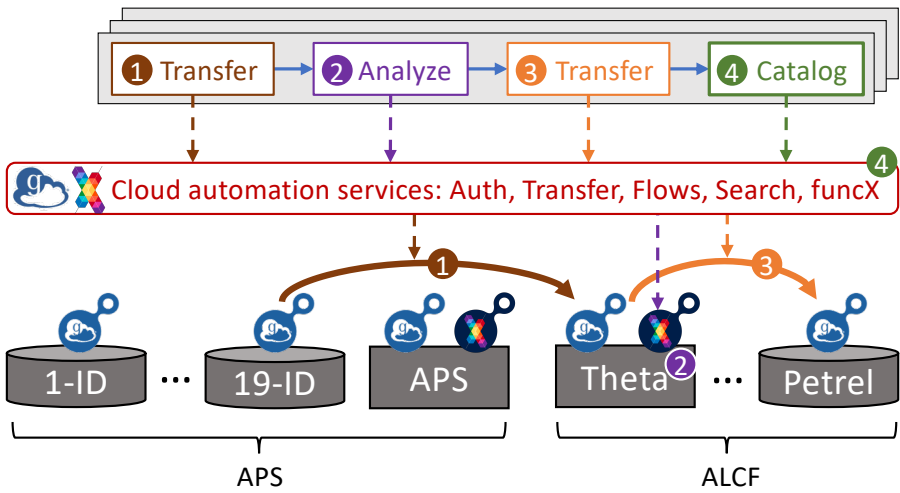 1 Transfer 2 Analyze 3 Transfer 4 Catalog
4
g Cloud automation services: Auth, Transfer, Flows, Search, funcX
1 3
g g g g g
1-ID ... 19-ID APS Theta 2 ... Petrel
APS ALCF